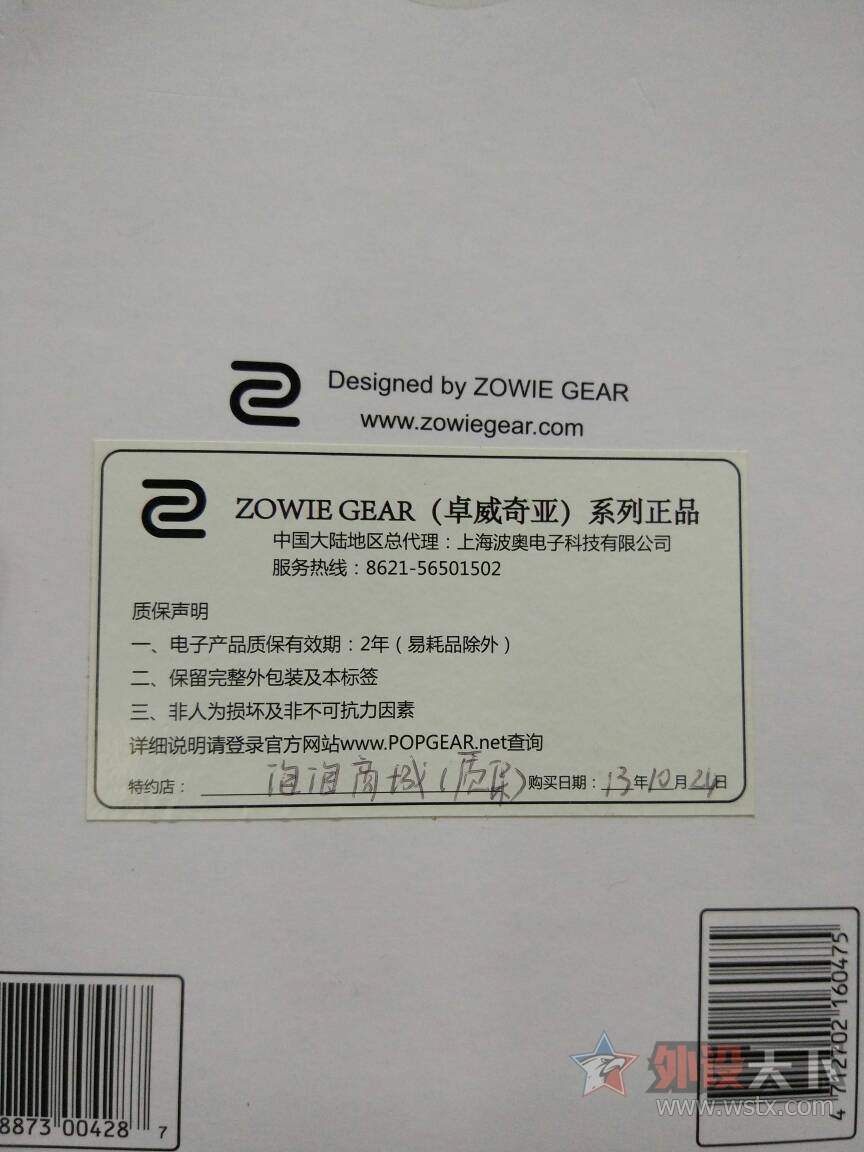 Designed by ZOWIE GEAR
www.zowiegear.com
ZOWIE GEAR（卓威奇亚）系列正品
中国大陆地区总代理：上海波奥电子科技有限公司
服务热线：8621-56501502
质保声明
一、电子产品质保有效期：2年（易耗品除外）
二、保留完整外包装及本标签
三、非人为损坏及非不可抗力因素
详细说明请登录官方网站www.POPGEAR.net查询
特约店： 商城（质保）购买日期：13年10月24日
8873 00428 7
4 712702 160475
外设天下
www.wstx.com